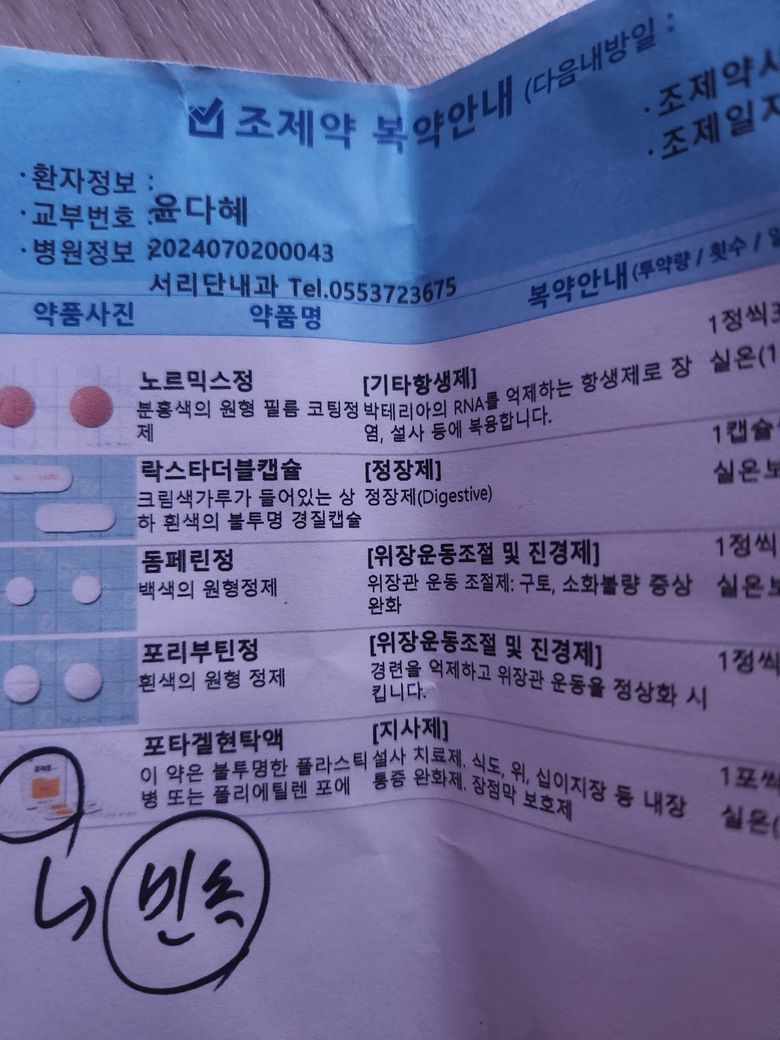 조제약 복약안내 (다음내방일 :
· 조제약사
· 조제일자
· 환자정보 :
· 교부번호 : 윤다혜
· 병원정보 : 2024070200043
서리단내과 Tel.0553723675
약품사진 약품명 복약안내 (투약량 / 횟수 / 일
노르믹스정 [기타항생제] 1정씩3
분홍색의 원형 필름 코팅정 박테리아의 RNA를 억제하는 항생제로 장 실온(1
제 염, 설사 등에 복용합니다.
락스타더블캡슐 [정장제] 1캡슐
크림색가루가 들어있는 상 정장제(Digestive) 실온보
하 흰색의 불투명 경질캡슐
돔페린정 [위장운동조절 및 진경제] 1정씩
백색의 원형정제 위장관 운동 조절제: 구토, 소화불량 증상 실온보
완화
포리부틴정 [위장운동조절 및 진경제] 1정씩
흰색의 원형 정제 경련을 억제하고 위장관 운동을 정상화 시
킵니다.
포타겔현탁액 [지사제] 1포씩
이 약은 불투명한 플라스틱 설사 치료제. 식도, 위, 십이지장 등 내장 실온(
병 또는 폴리에틸렌 포에 통증 완화제. 장점막 보호제
빈속